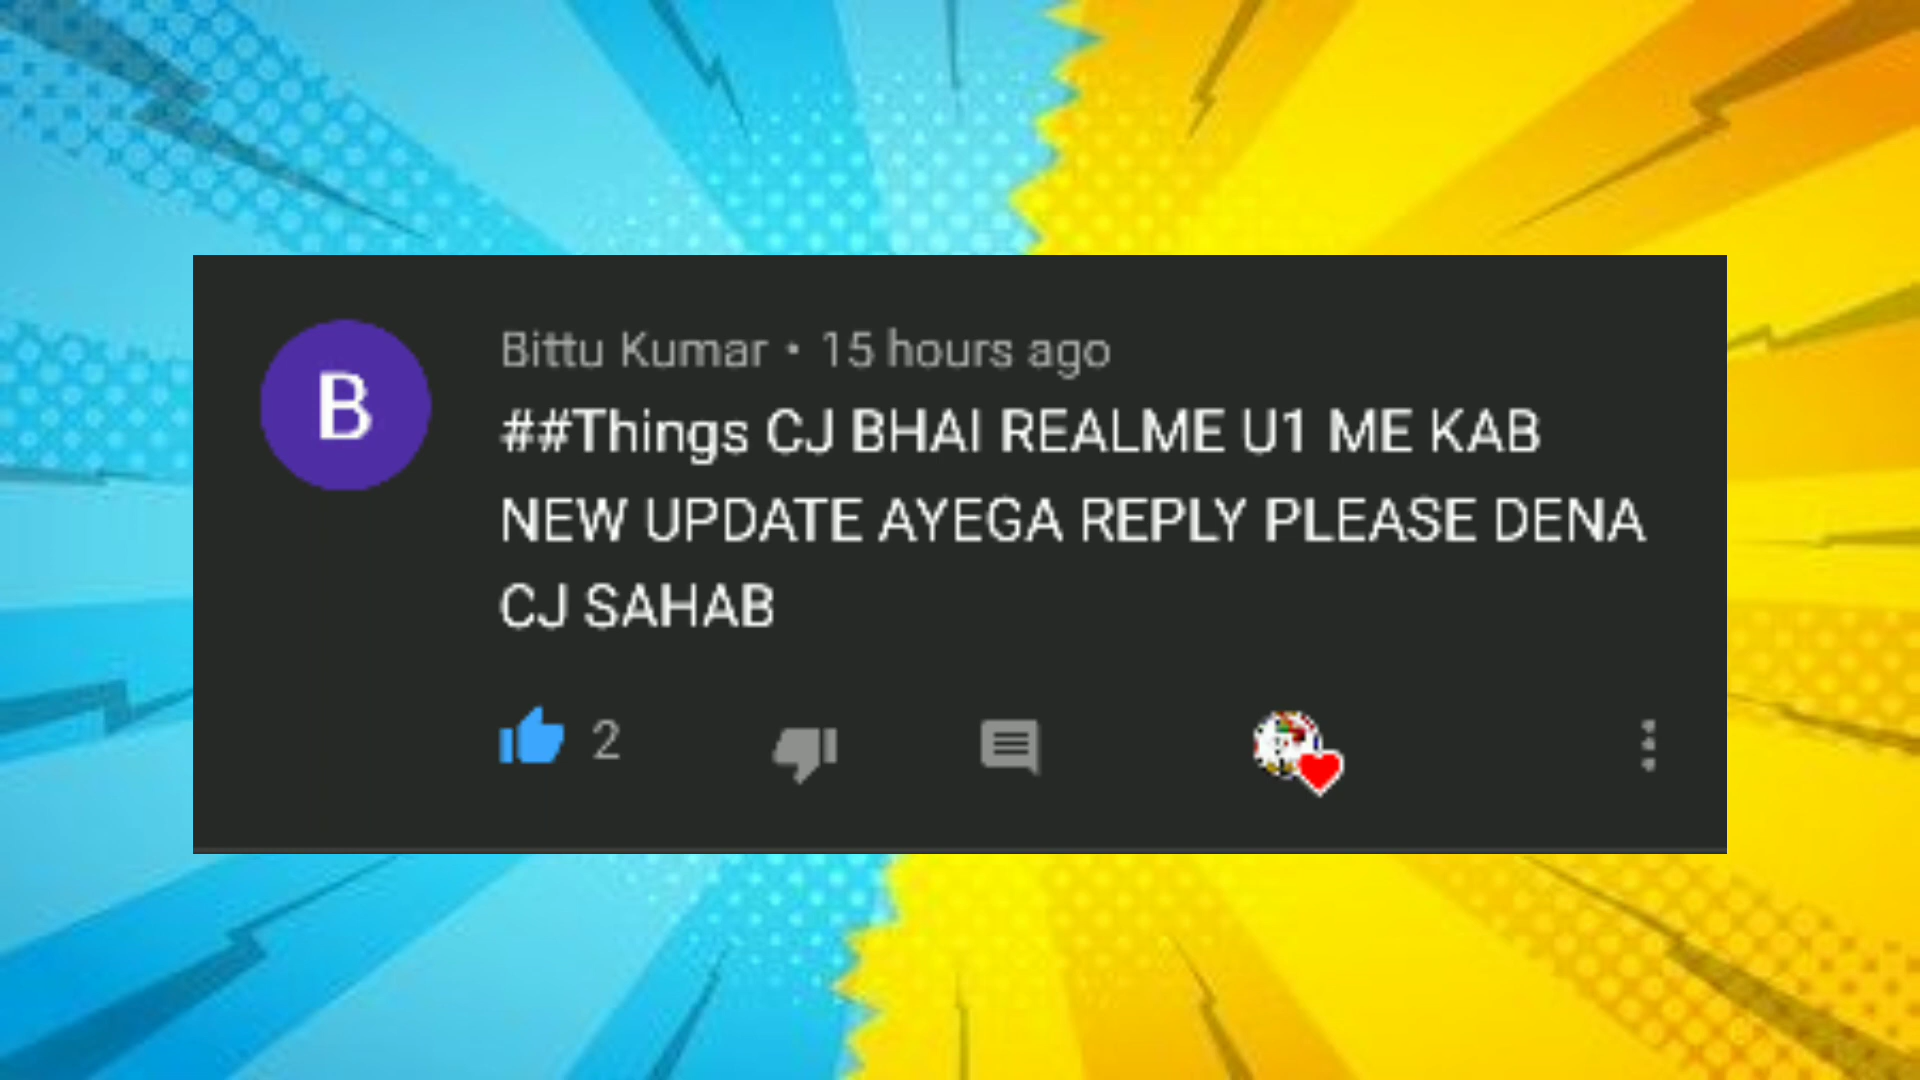 B
Bittu Kumar • 15 hours ago
##Things CJ BHAI REALME U1 ME KAB
NEW UPDATE AYEGA REPLY PLEASE DENA
CJ SAHAB
2